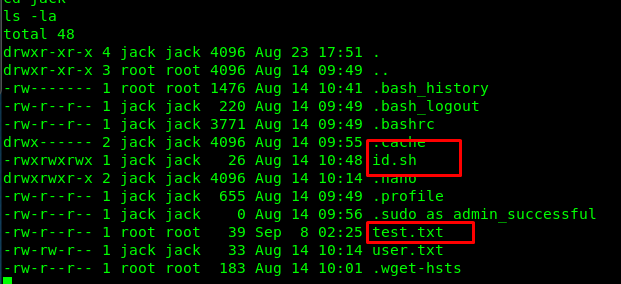 cd jack
ls -la
total 48
drwxr-xr-x 4 jack jack 4096 Aug 23 17:51 .
drwxr-xr-x 3 root root 4096 Aug 14 09:49 ..
-rw------- 1 root root 1476 Aug 14 10:41 .bash_history
-rw-r--r-- 1 jack jack  220 Aug 14 09:49 .bash_logout
-rw-r--r-- 1 jack jack 3771 Aug 14 09:49 .bashrc
drwx------ 2 jack jack 4096 Aug 14 09:55 .cache
-rwxrwxrwx 1 jack jack   26 Aug 14 10:48 id.sh
drwxrwxr-x 2 jack jack 4096 Aug 14 10:14 .nano
-rw-r--r-- 1 jack jack  655 Aug 14 09:49 .profile
-rw-r--r-- 1 jack jack    0 Aug 14 09:56 .sudo_as_admin_successful
-rw-r--r-- 1 root root   39 Sep  8 02:25 test.txt
-rw-rw-r-- 1 jack jack   33 Aug 14 10:14 user.txt
-rw-r--r-- 1 root root  183 Aug 14 10:01 .wget-hsts